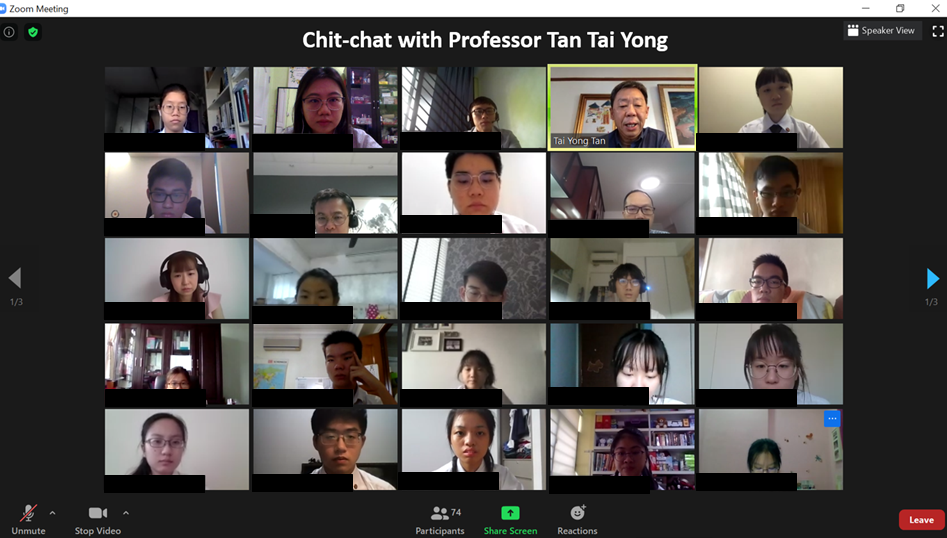 Zoom Meeting
Chit-chat with Professor Tan Tai Yong
Speaker View
Tai Yong Tan
1/3
1/3
Unmute
Stop Video
74
Participants
Share Screen
Reactions
Leave